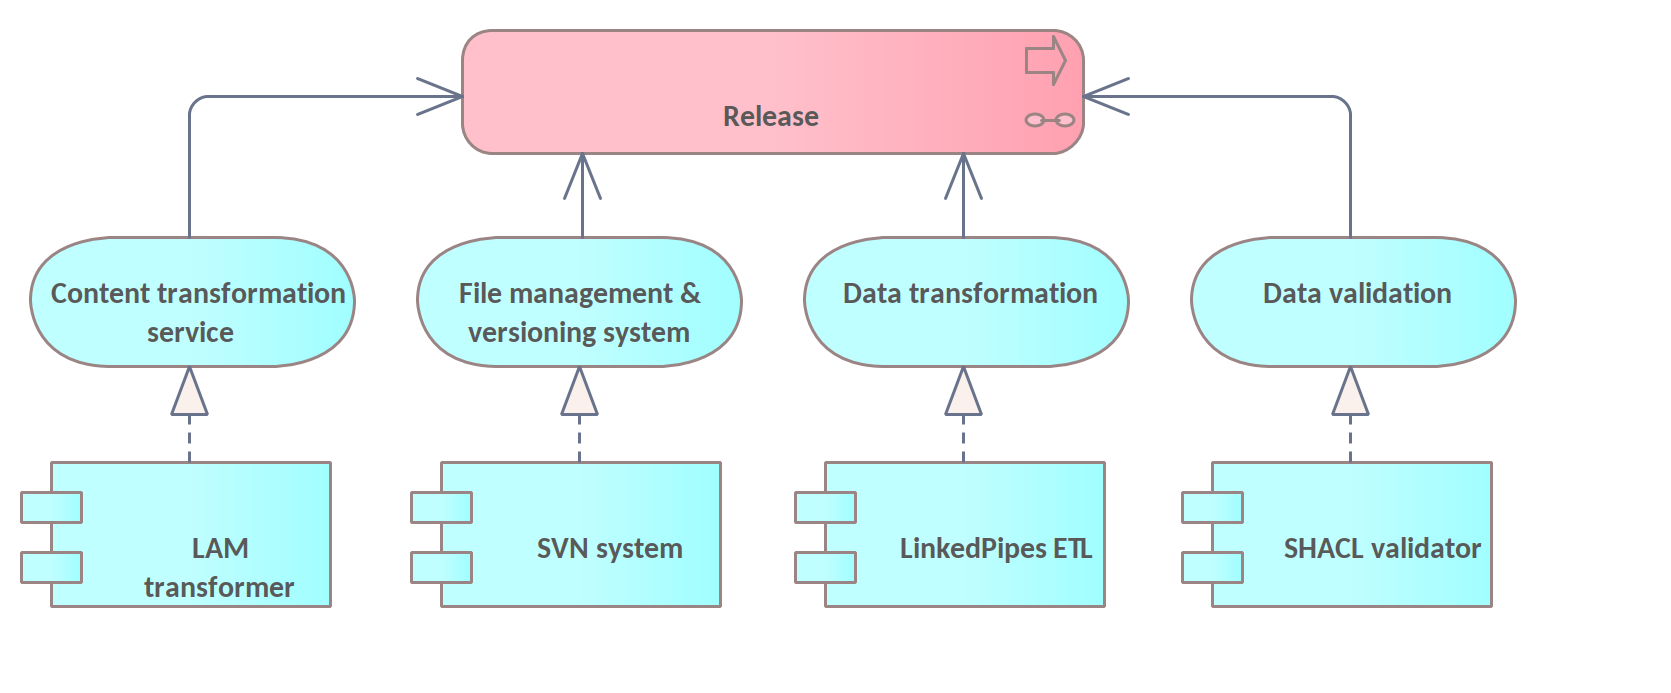 Release
Content transformation
service
File management &
versioning system
Data transformation
Data validation
LAM
transformer
SVN system
LinkedPipes ETL
SHACL validator